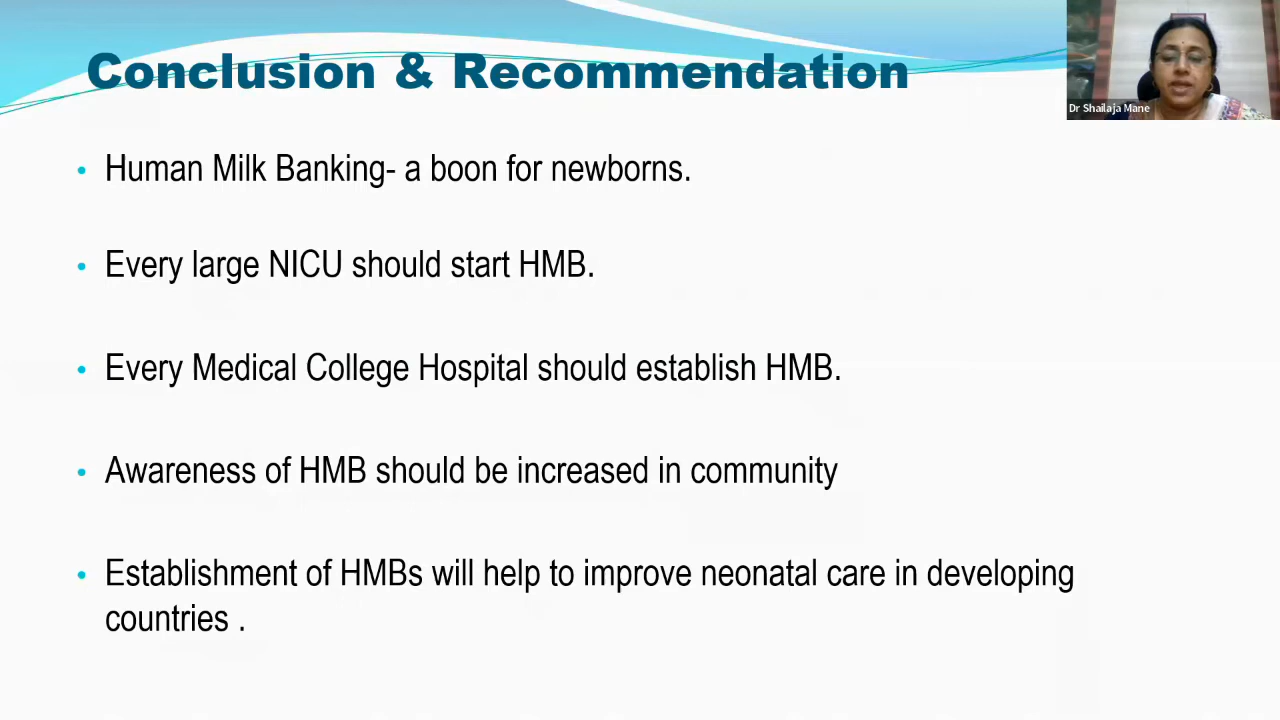 Conclusion & Recommendation
Dr Shailaja Mane
• Human Milk Banking- a boon for newborns.
• Every large NICU should start HMB.
• Every Medical College Hospital should establish HMB.
• Awareness of HMB should be increased in community
• Establishment of HMBs will help to improve neonatal care in developing
countries .